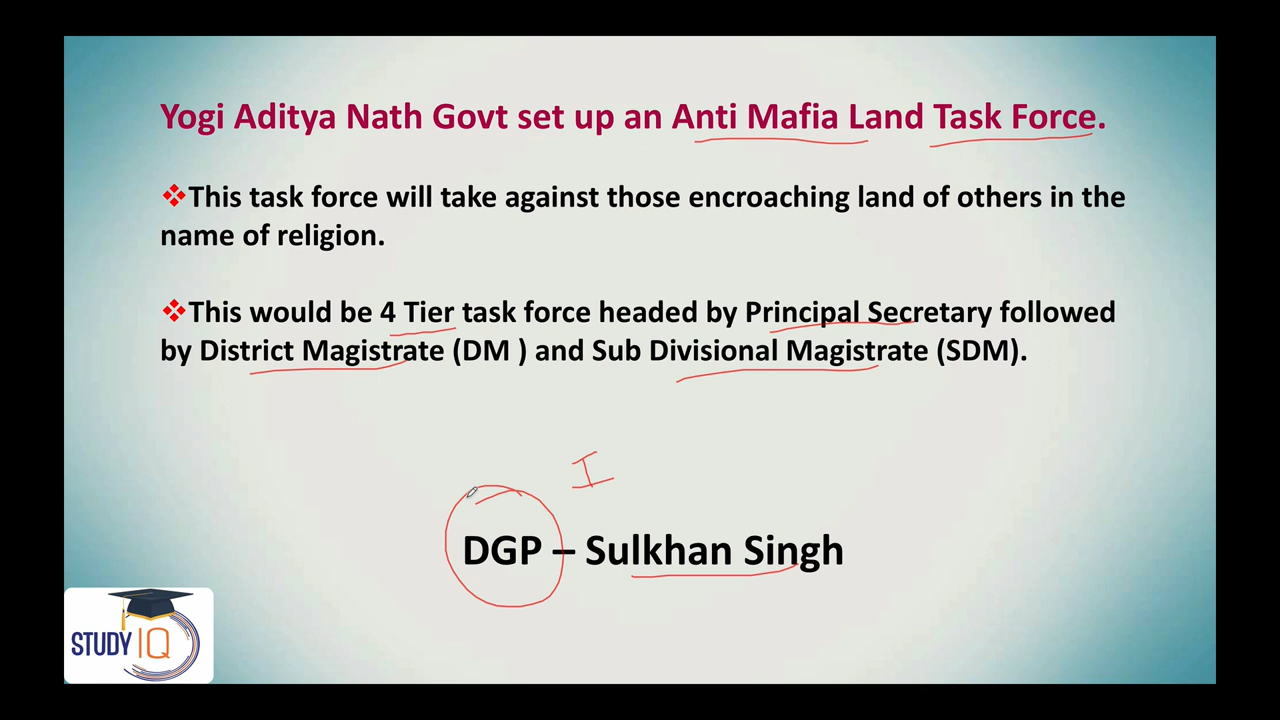 Yogi Aditya Nath Govt set up an Anti Mafia Land Task Force.
❖This task force will take against those encroaching land of others in the
name of religion.
❖This would be 4 Tier task force headed by Principal Secretary followed
by District Magistrate (DM ) and Sub Divisional Magistrate (SDM).
I
DGP – Sulkhan Singh
STUDY IQ